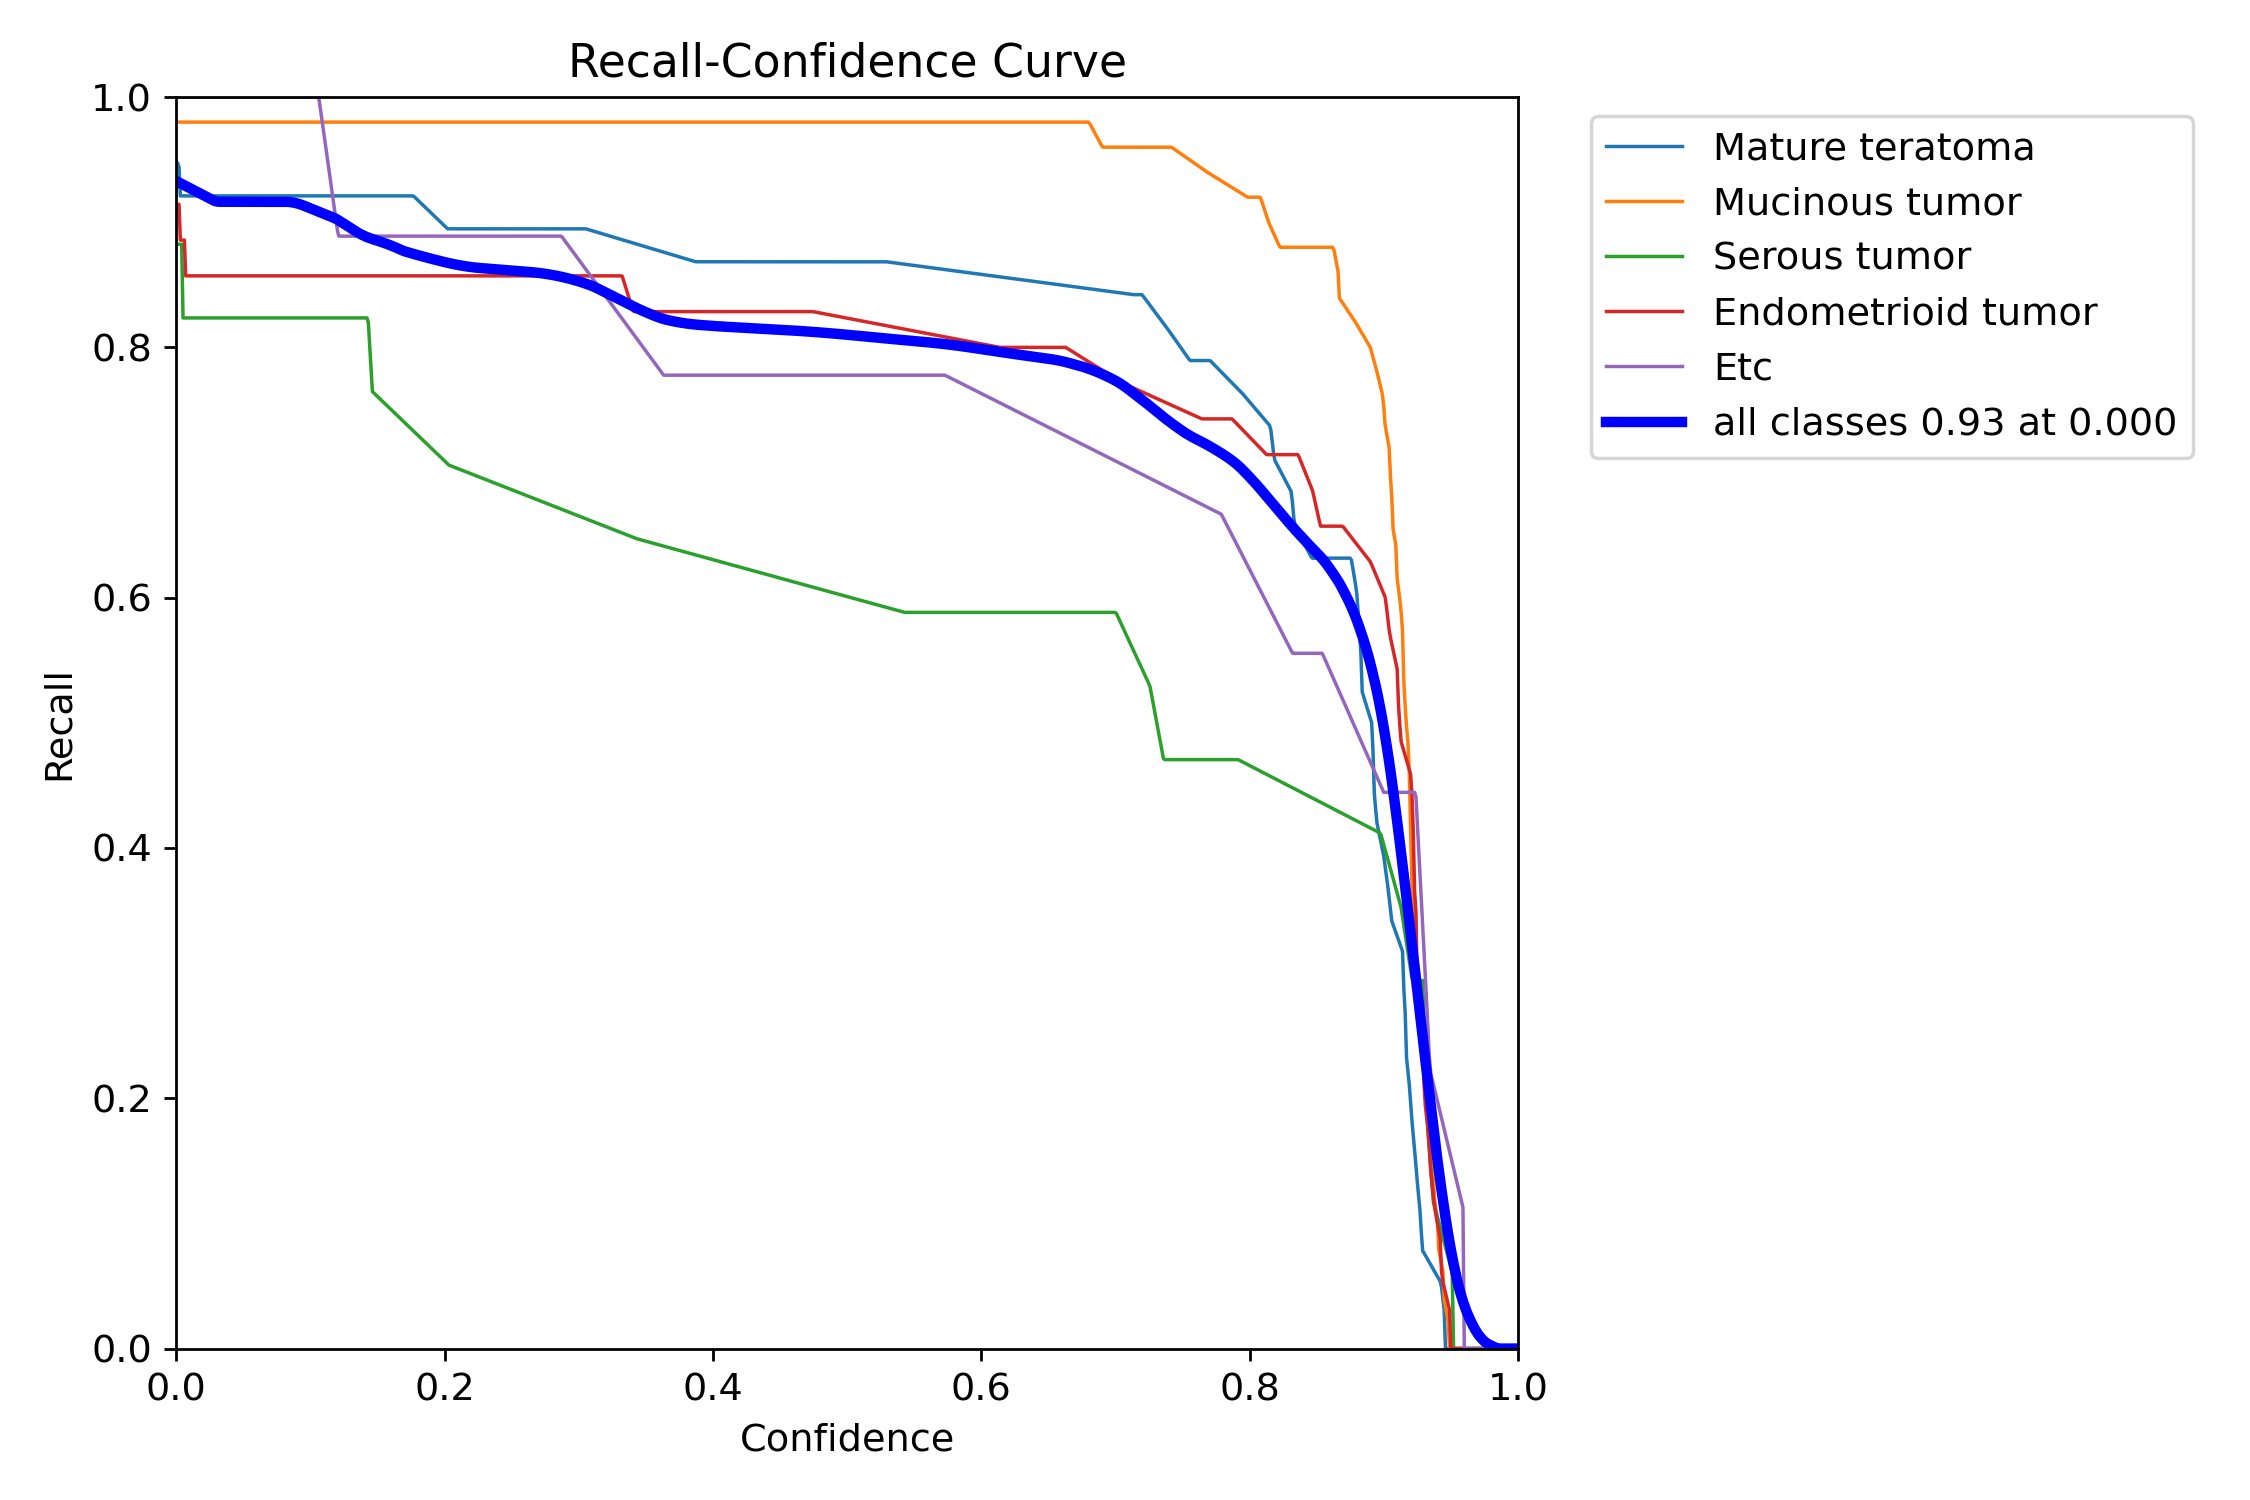 Recall-Confidence Curve
1.0
0.8
0.6
0.4
0.2
0.0
Recall
0.0 0.2 0.4 0.6 0.8 1.0
Confidence
Mature teratoma
Mucinous tumor
Serous tumor
Endometrioid tumor
Etc
all classes 0.93 at 0.000